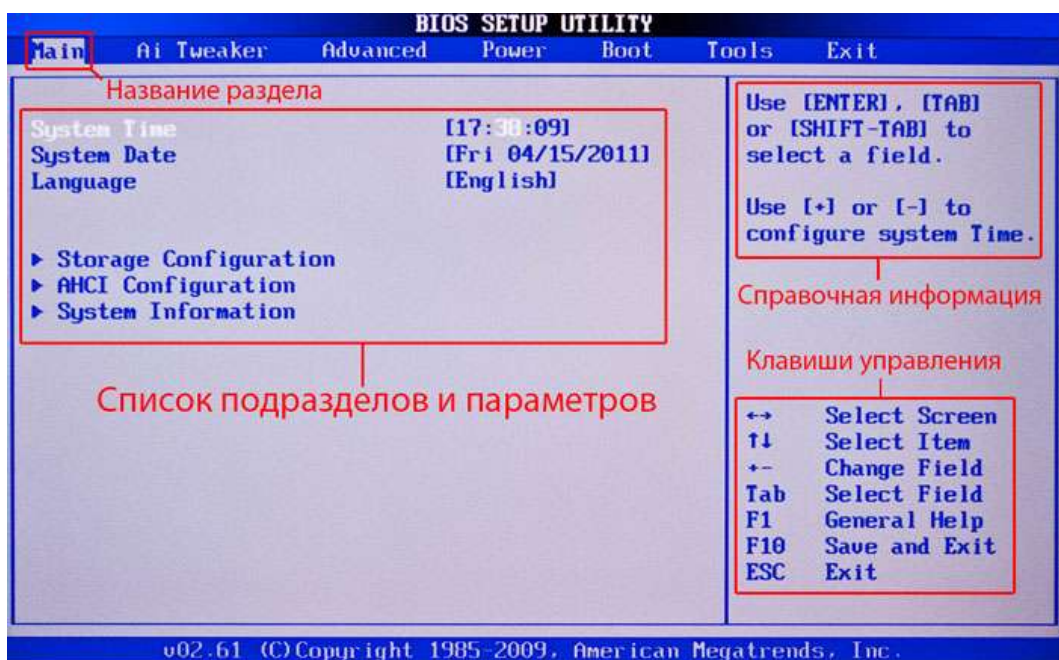 BIOS SETUP UTILITY
Main Ai Tweaker Advanced Power Boot Tools Exit
Название раздела
System Time [17:30:09]
System Date [Fri 04/15/2011]
Language [English]
► Storage Configuration
► AHCI Configuration
► System Information
Список подразделов и параметров
Use [ENTER], [TAB]
or [SHIFT-TAB] to
select a field.
Use [+] or [-] to
configure system Time.
Справочная информация
Клавиши управления
←→ Select Screen
↑↓ Select Item
+- Change Field
Tab Select Field
F1 General Help
F10 Save and Exit
ESC Exit
v02.61 (C)Copyright 1985-2009, American Megatrends, Inc.